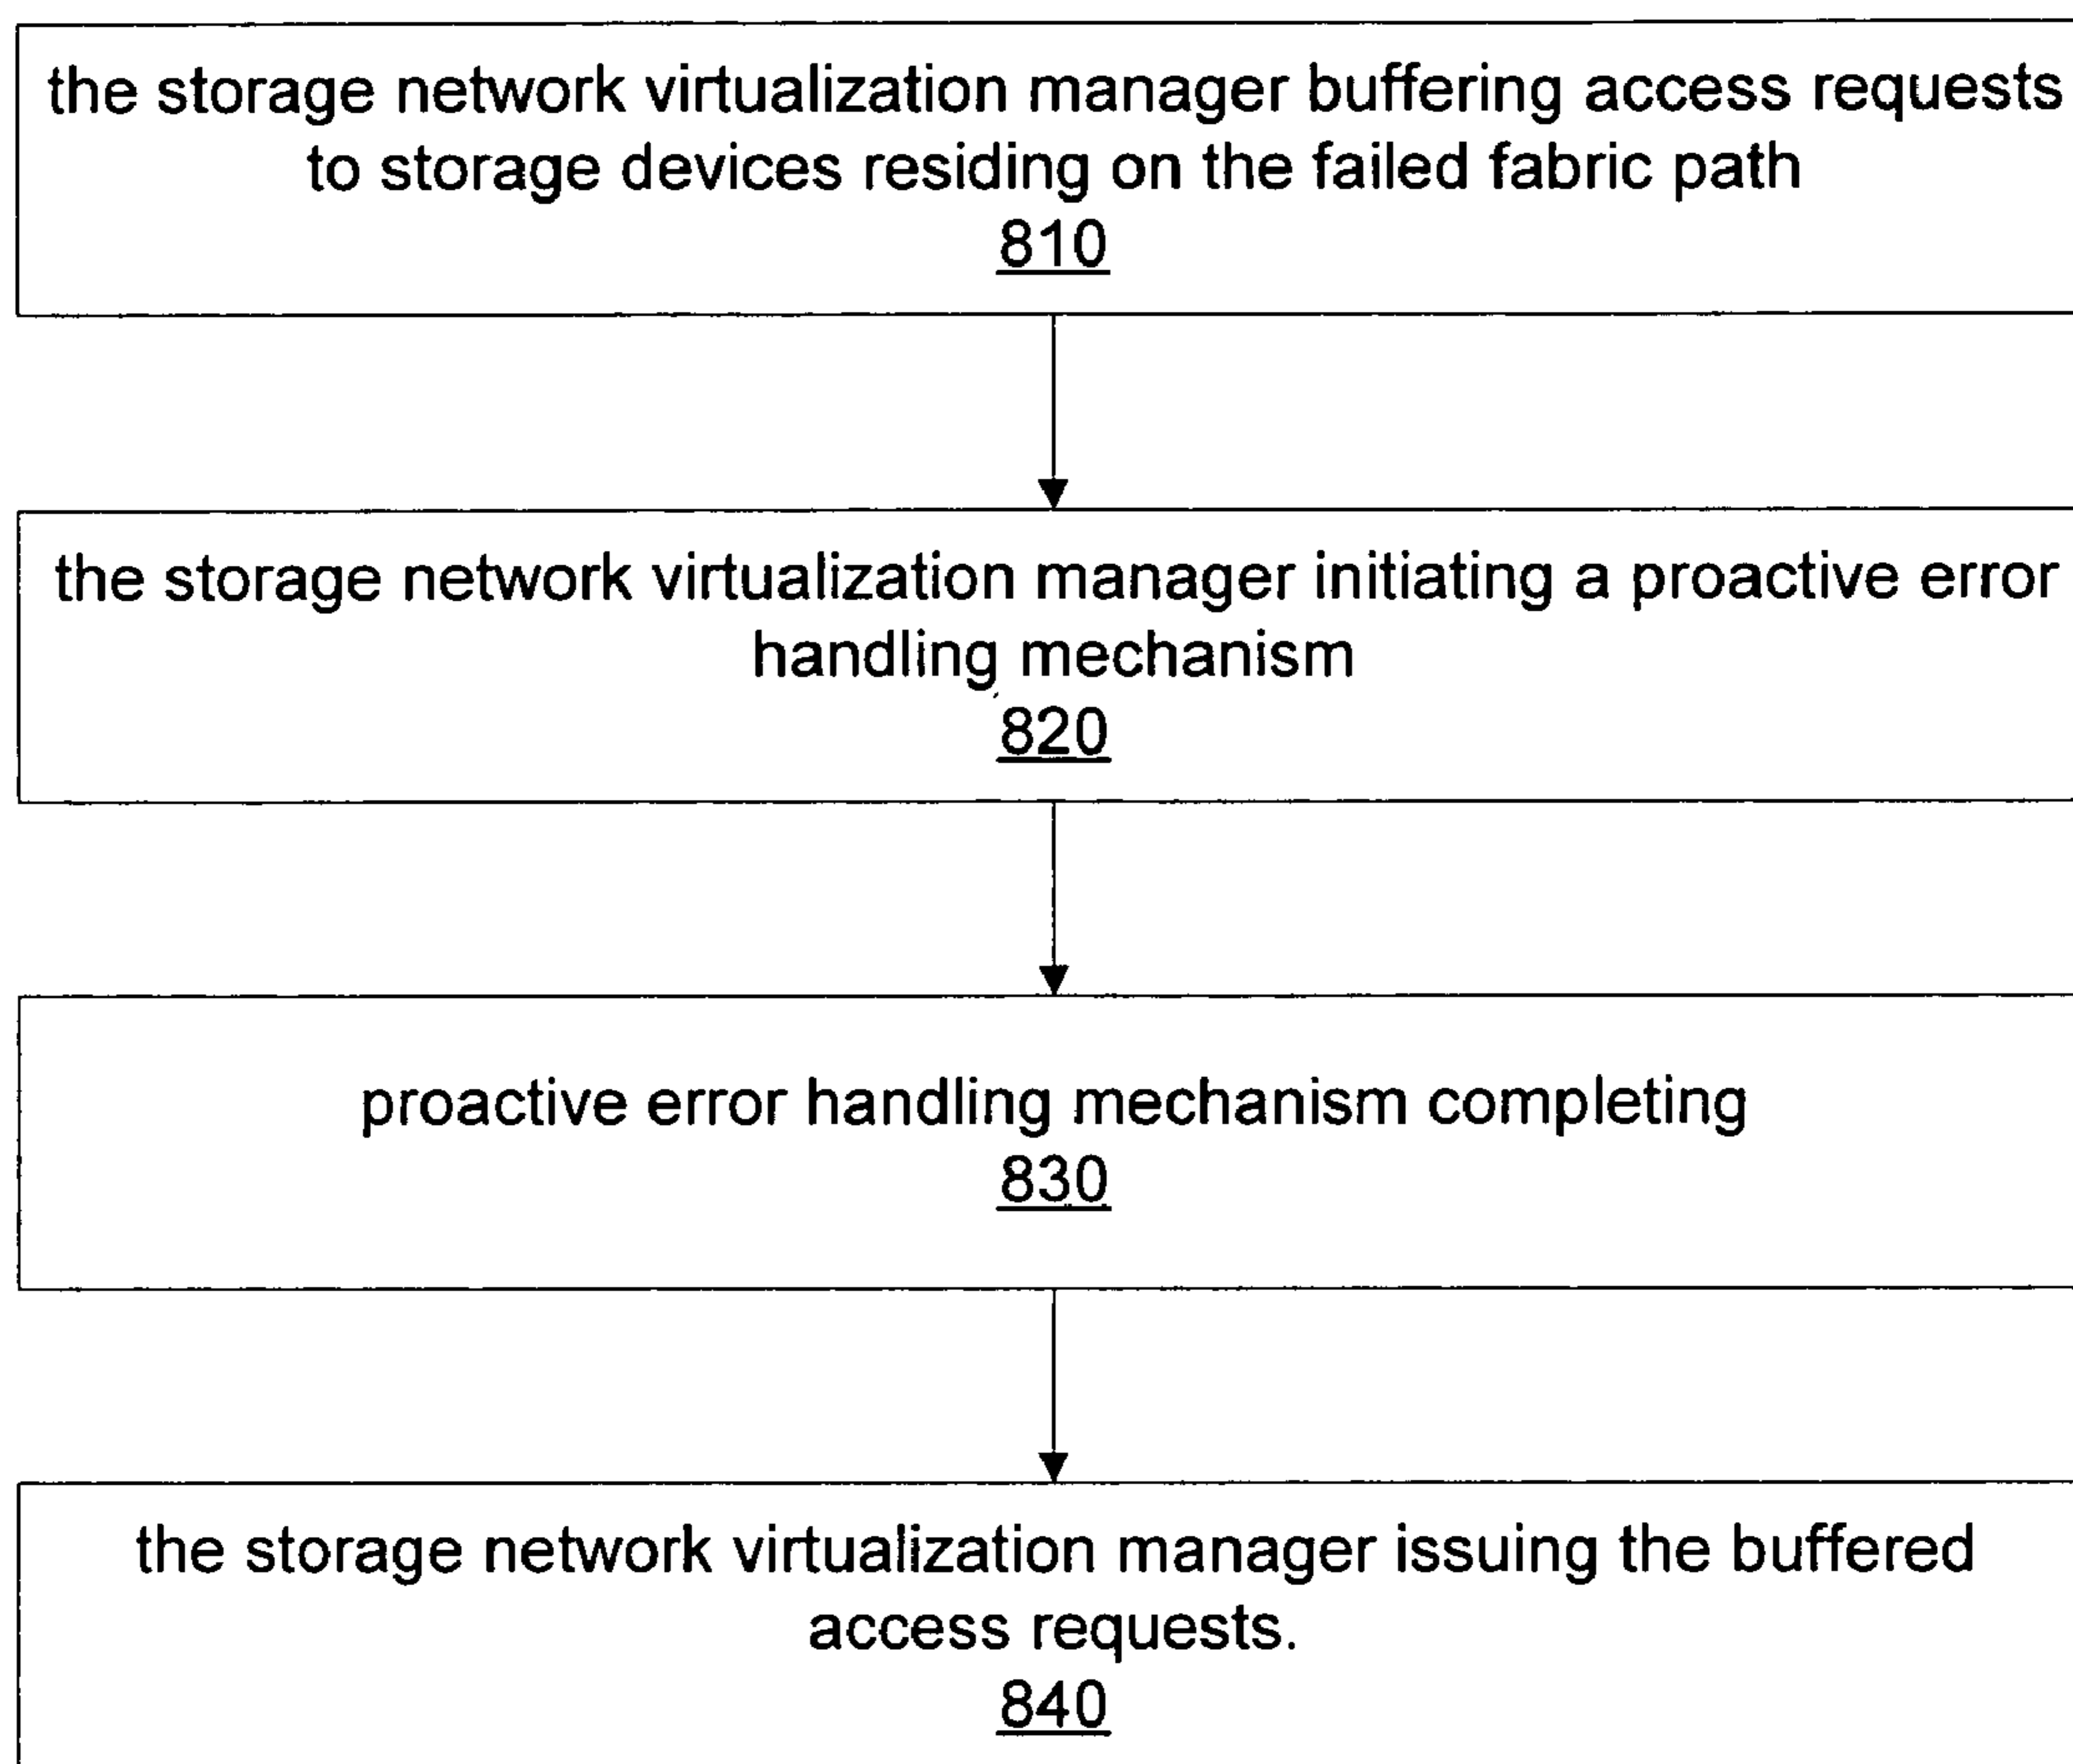 the storage network virtualization manager buffering access requests
to storage devices residing on the failed fabric path
810
the storage network virtualization manager initiating a proactive error
handling mechanism
820
proactive error handling mechanism completing
830
the storage network virtualization manager issuing the buffered
access requests.
840